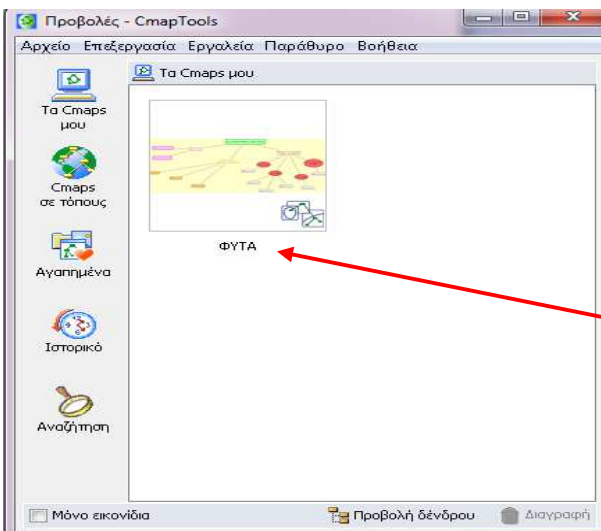 Προβολές - CmapTools
Αρχείο Επεξεργασία Εργαλεία Παράθυρο Βοήθεια
Τα Cmaps μου
Τα Cmaps
μου
Cmaps
σε τόπους
Αγαπημένα
Ιστορικό
Αναζήτηση
ΦΥΤΑ
Μόνο εικονίδια
Προβολή δένδρου
Διαγραφή